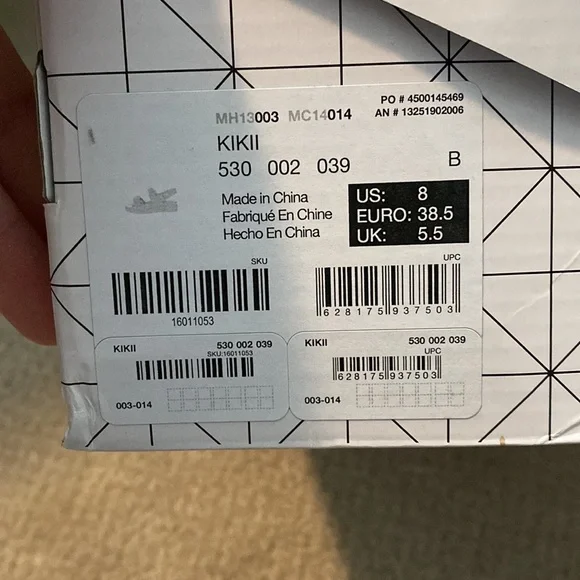 MH13003 MC14014
PO # 4500145469
AN # 13251902006
KIKII
530 002 039
B
Made in China
Fabriqué En Chine
Hecho En China
US: 8
EURO: 38.5
UK: 5.5
SKU
16011053
UPC
628175937503
KIKII 530 002 039
SKU:16011053
003-014
KIKII 530 002 039
UPC
628175937503
003-014